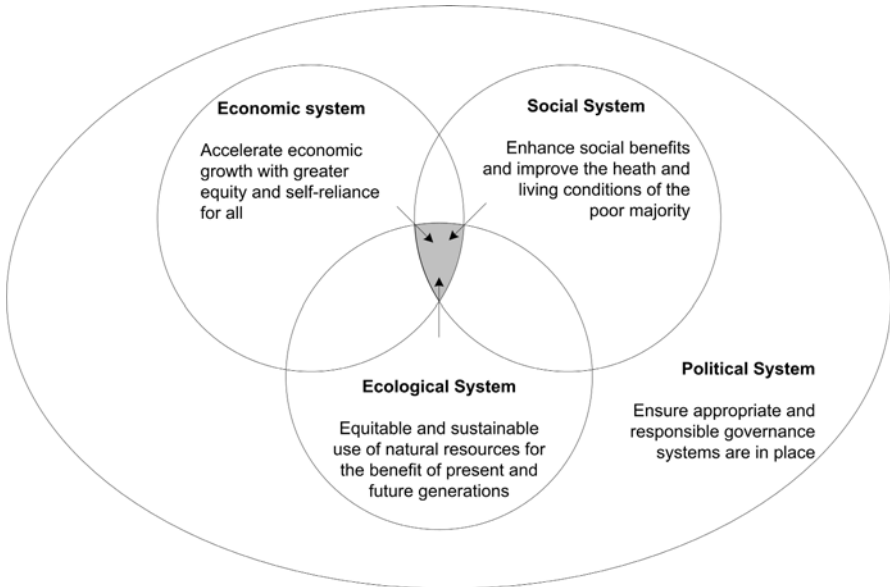 Economic system
Accelerate economic
growth with greater
equity and self-reliance
for all
Social System
Enhance social benefits
and improve the heath and
living conditions of the
poor majority
Ecological System
Equitable and sustainable
use of natural resources for
the benefit of present and
future generations
Political System
Ensure appropriate and
responsible governance
systems are in place